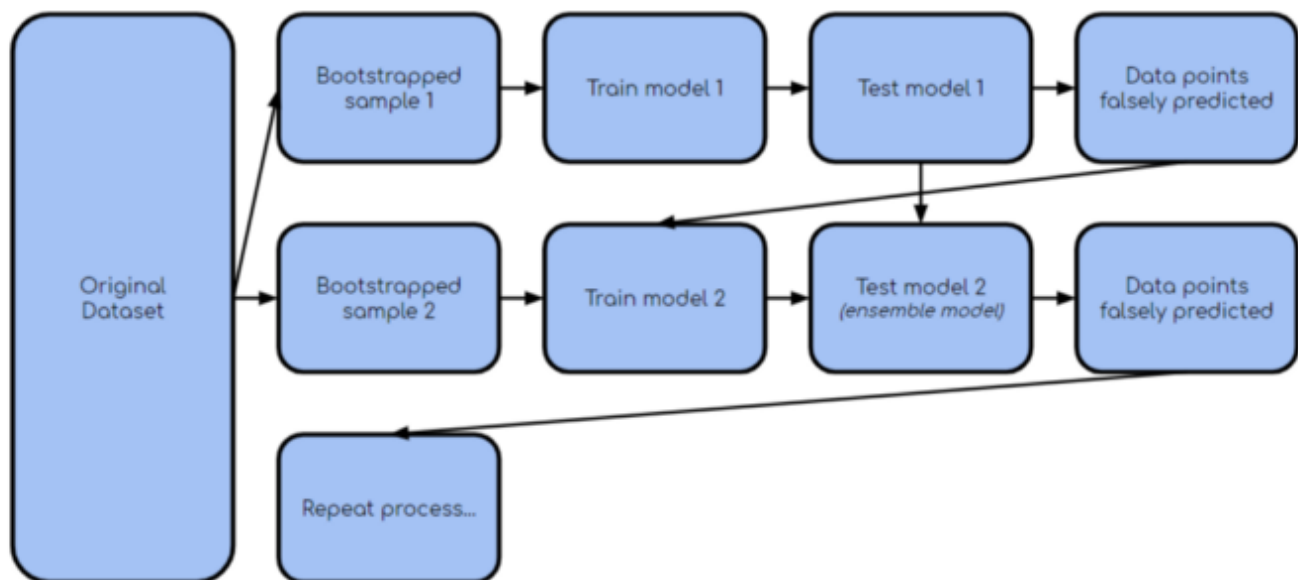 Original
Dataset
Bootstrapped
sample 1
Train model 1
Test model 1
Data points
falsely predicted
Bootstrapped
sample 2
Train model 2
Test model 2
(ensemble model)
Data points
falsely predicted
Repeat process...